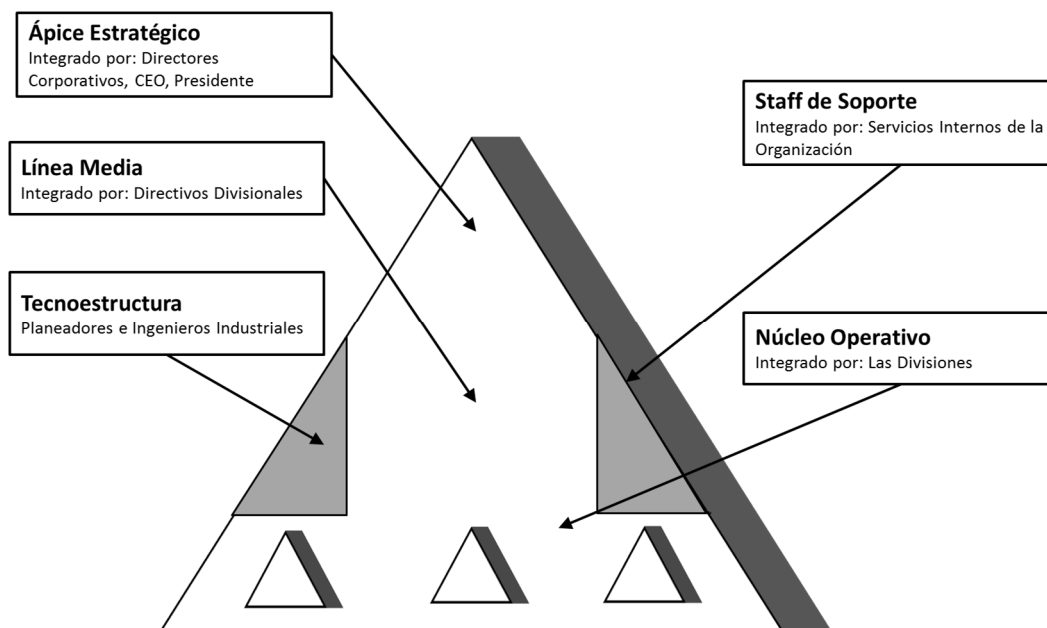 Ápice Estratégico
Integrado por: Directores
Corporativos, CEO, Presidente
Línea Media
Integrado por: Directivos Divisionales
Tecnoestructura
Planeadores e Ingenieros Industriales
Staff de Soporte
Integrado por: Servicios Internos de la
Organización
Núcleo Operativo
Integrado por: Las Divisiones